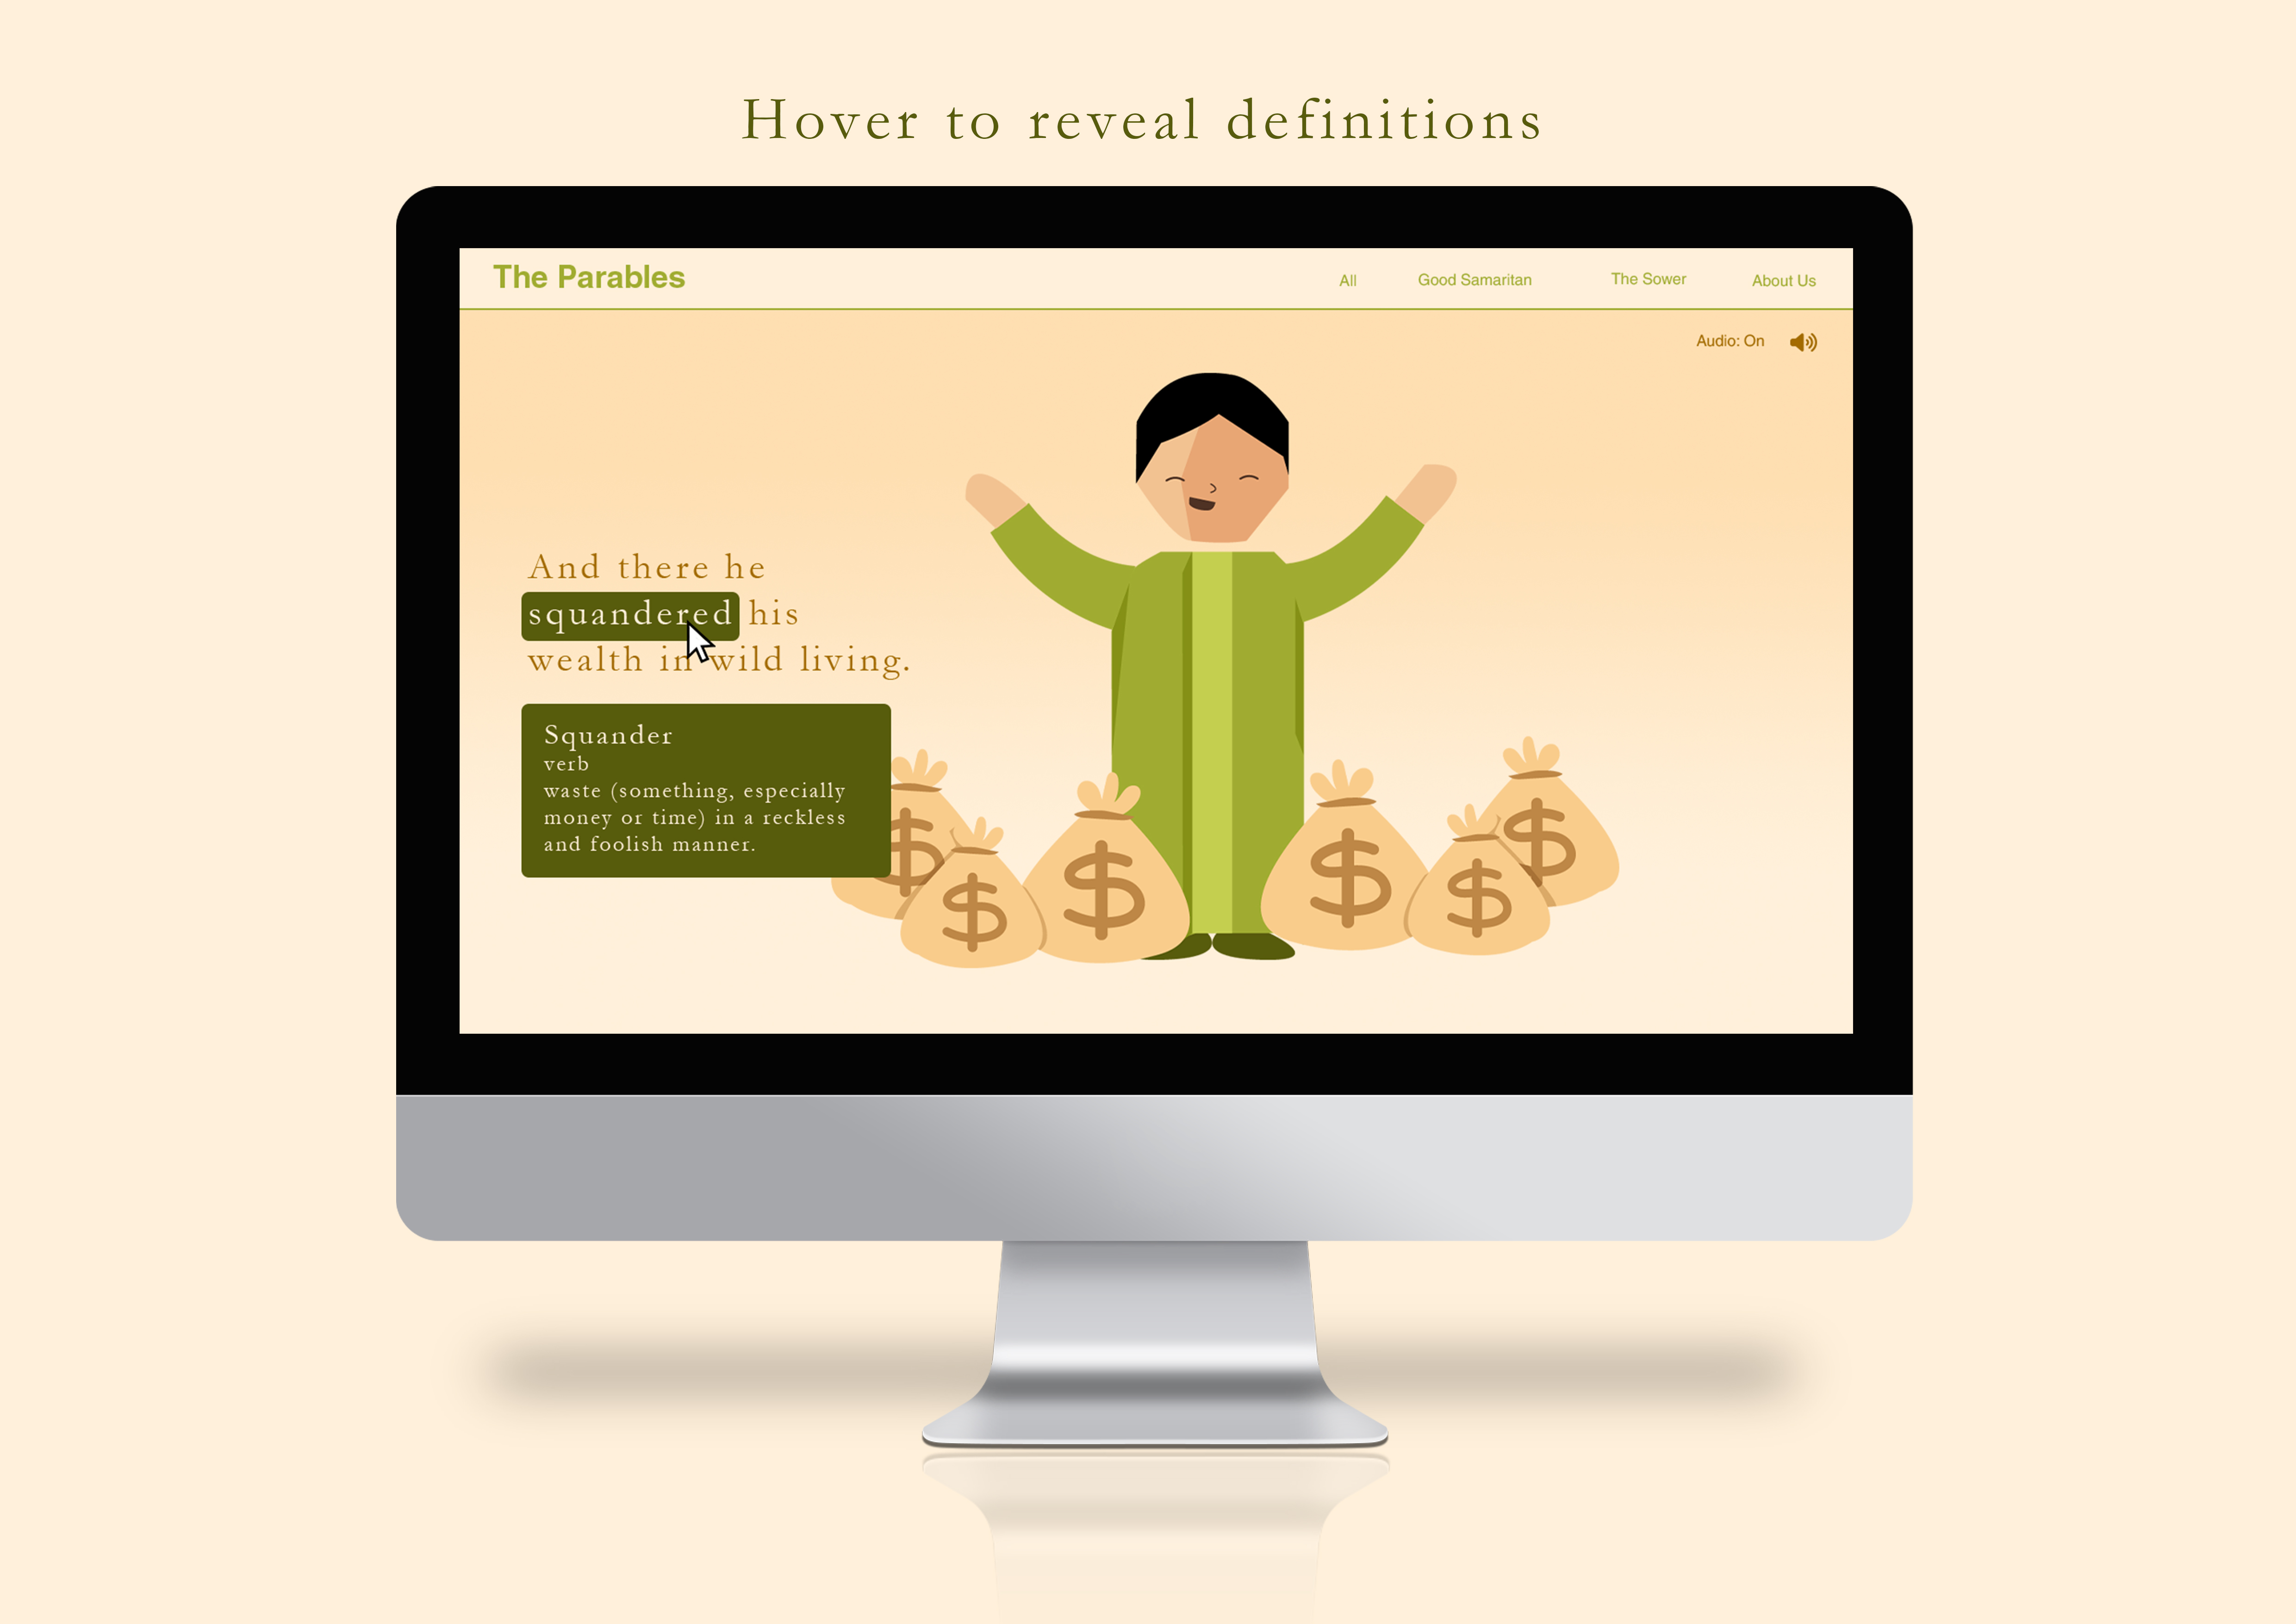 Hover to reveal definitions
The Parables
All
Good Samaritan
The Sower
About Us
Audio: On
And there he
squandered his
wealth in wild living.
Squander
verb
waste (something, especially
money or time) in a reckless
and foolish manner.
$
$
$
$
$
$